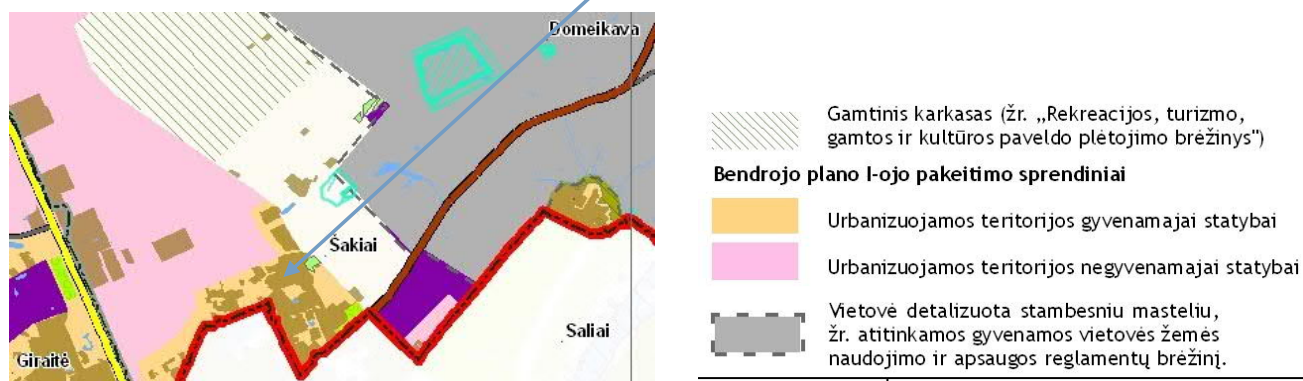 Domeikava
Šakiai
Saliai
Giraitė
Gamtinis karkasas (žr. „Rekreacijos, turizmo,
gamtos ir kultūros paveldo plėtojimo brėžinys")
Bendrojo plano I-ojo pakeitimo sprendiniai
Urbanizuojamos teritorijos gyvenamajai statybai
Urbanizuojamos teritorijos negyvenamajai statybai
Vietovė detalizuota stambesniu masteliu,
žr. atitinkamos gyvenamos vietovės žemės
naudojimo ir apsaugos reglamentų brėžinį.